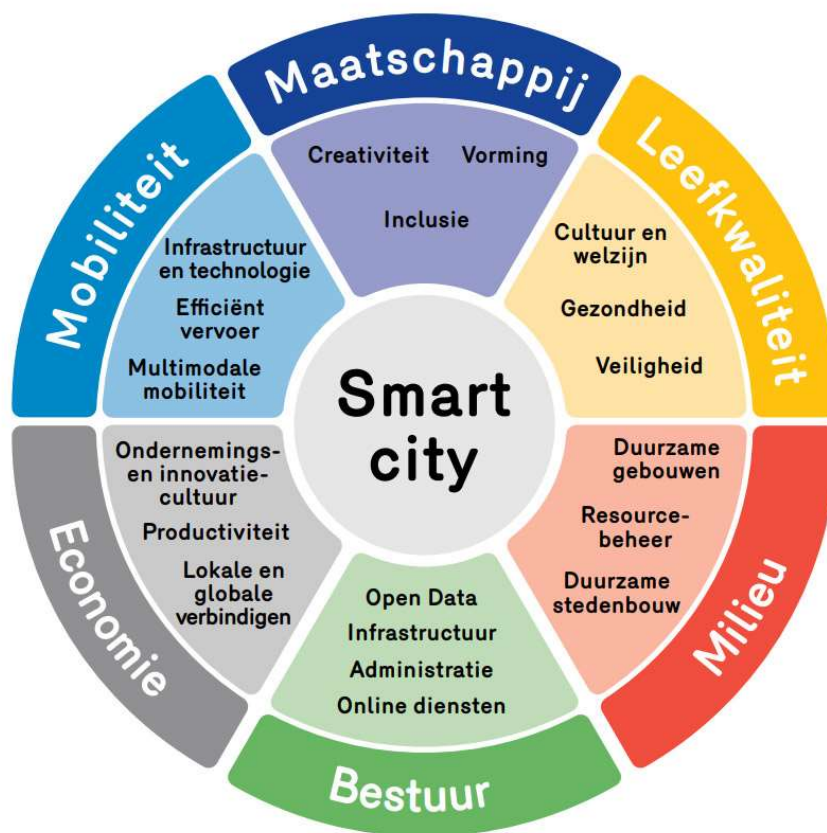 Maatschappij
Creativiteit Vorming
Inclusie
Leefkwaliteit
Cultuur en
welzijn
Gezondheid
Veiligheid
Milieu
Duurzame
gebouwen
Resource-
beheer
Duurzame
stedenbouw
Bestuur
Open Data
Infrastructuur
Administratie
Online diensten
Economie
Ondernemings-
en innovatie-
cultuur
Productiviteit
Lokale en
globale
verbindigen
Mobiliteit
Infrastructuur
en technologie
Efficiënt
vervoer
Multimodale
mobiliteit
Smart
city